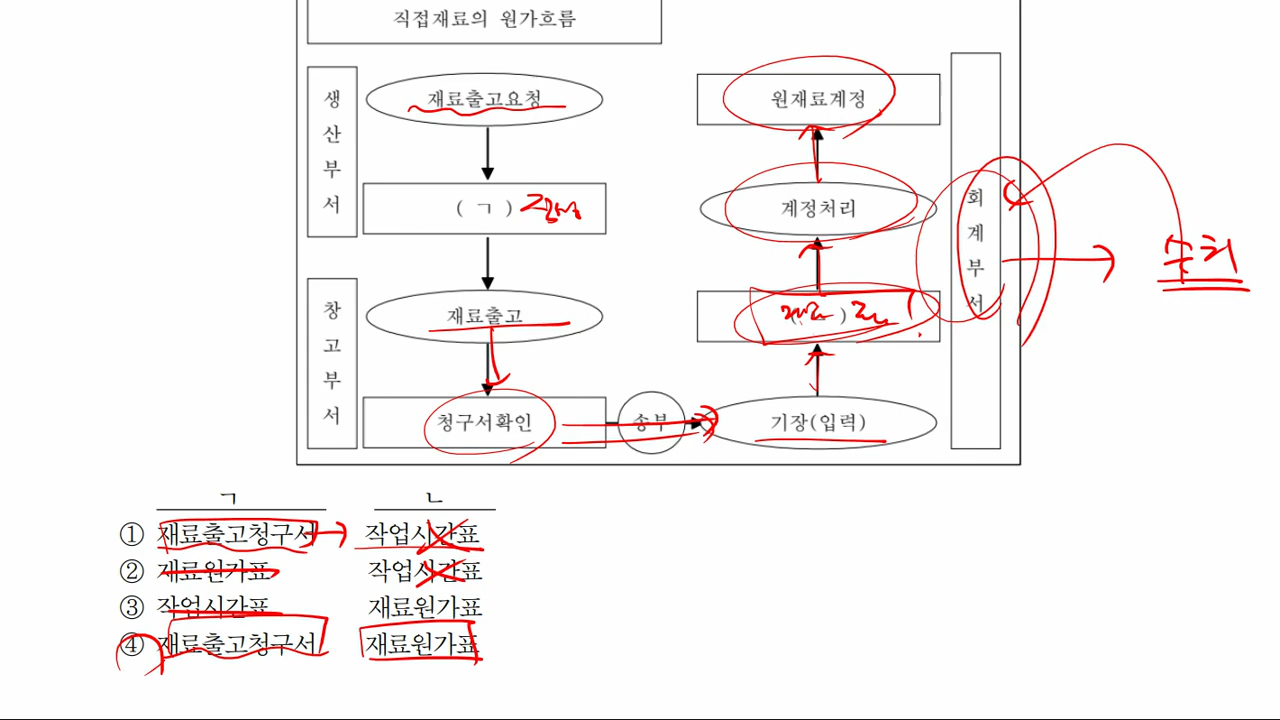 직접재료의 원가흐름
생산부서
재료출고요청
( ㄱ ) 작성
창고부서
재료출고
청구서확인
송부
기장(입력)
계정처리
원재료계정
회계부서
ㄱ ㄴ
① 재료출고청구서 작업시간표
② 재료원가표 작업시간표
③ 작업시간표 재료원가표
④ 재료출고청구서 재료원가표